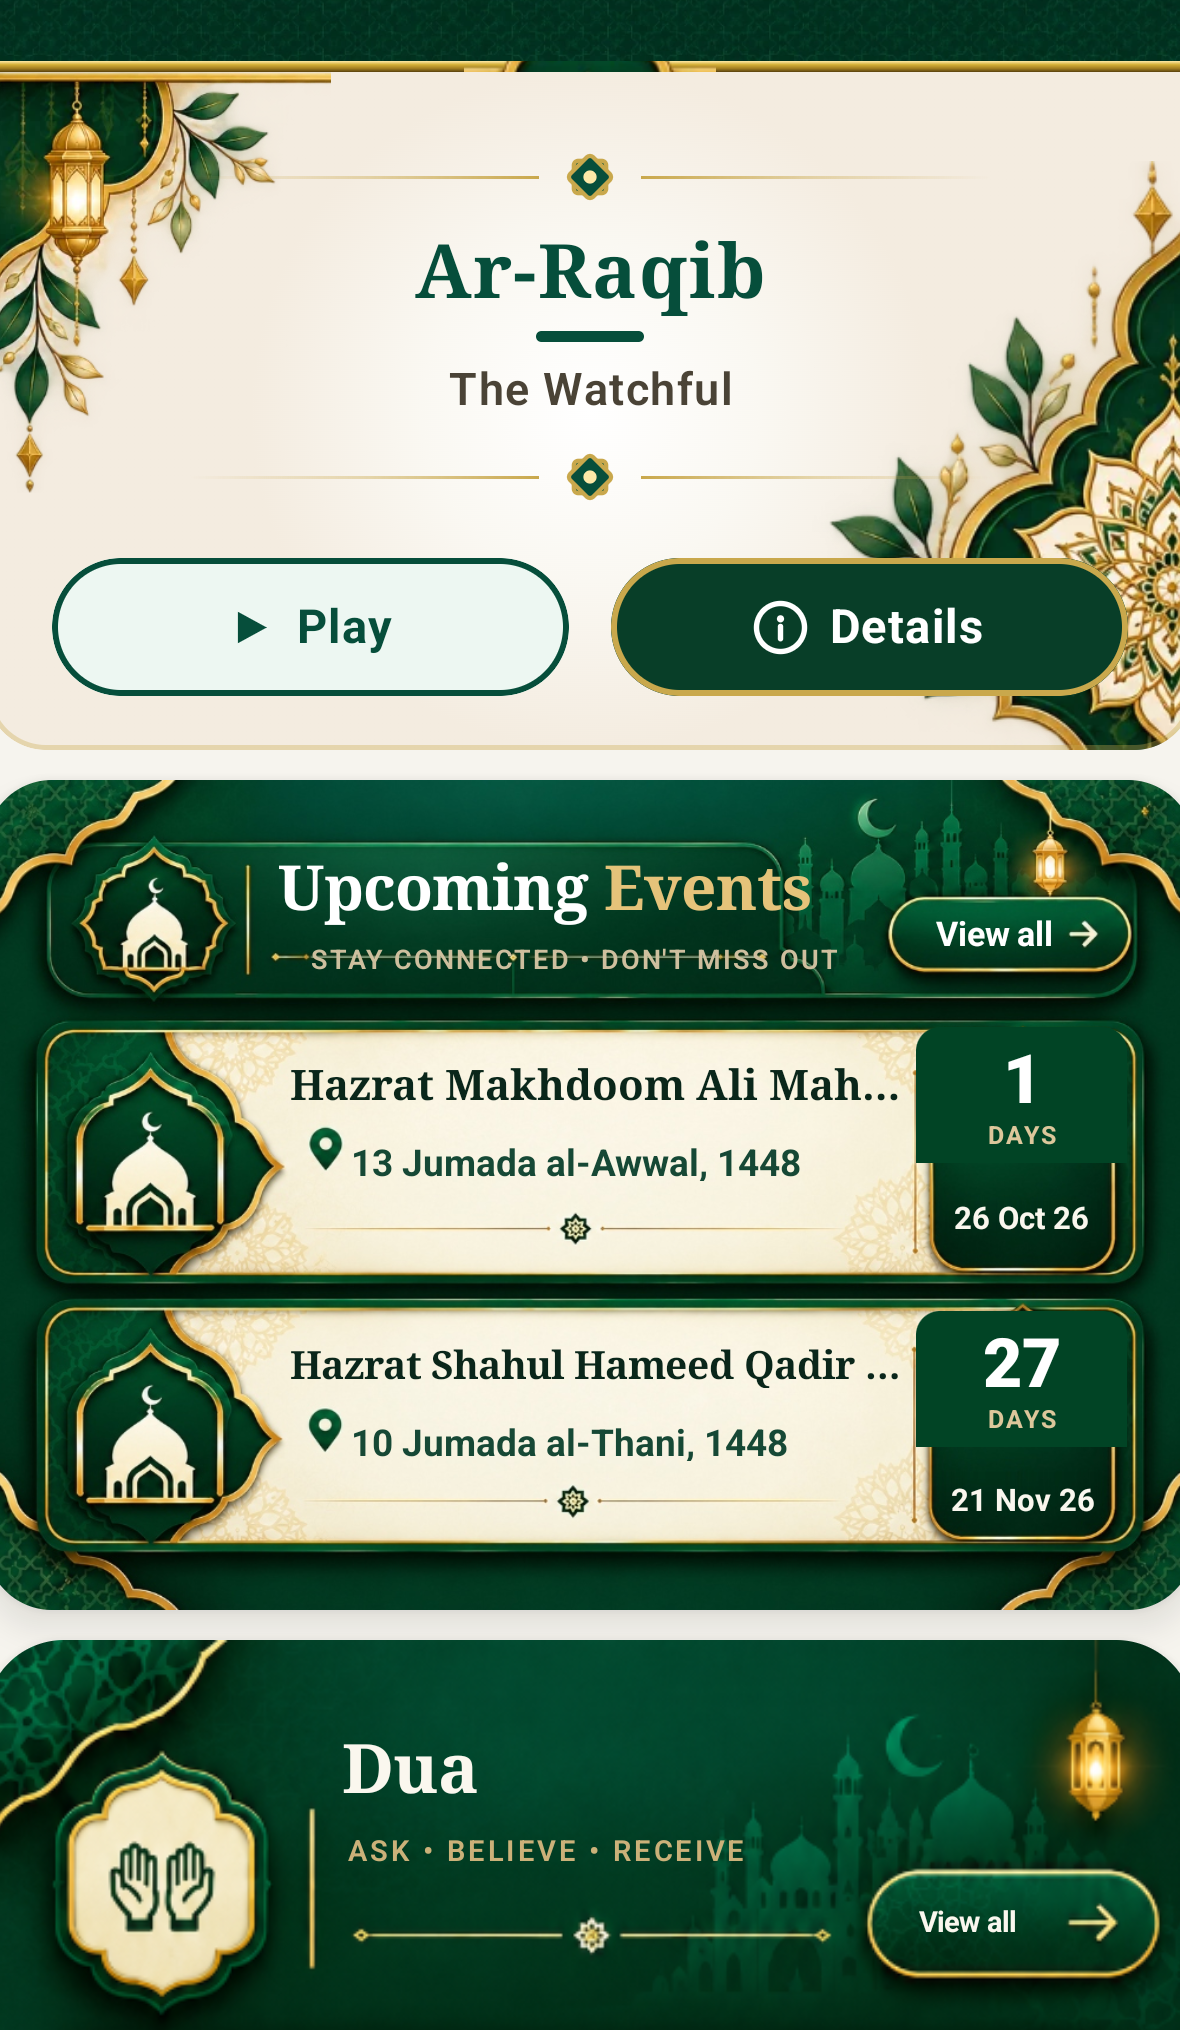 Ar-Raqib
The Watchful
Play
Details
Upcoming Events
STAY CONNECTED • DON'T MISS OUT
View all
Hazrat Makhdoom Ali Mah...
13 Jumada al-Awwal, 1448
1
DAYS
26 Oct 26
Hazrat Shahul Hameed Qadir ...
10 Jumada al-Thani, 1448
27
DAYS
21 Nov 26
Dua
ASK • BELIEVE • RECEIVE
View all